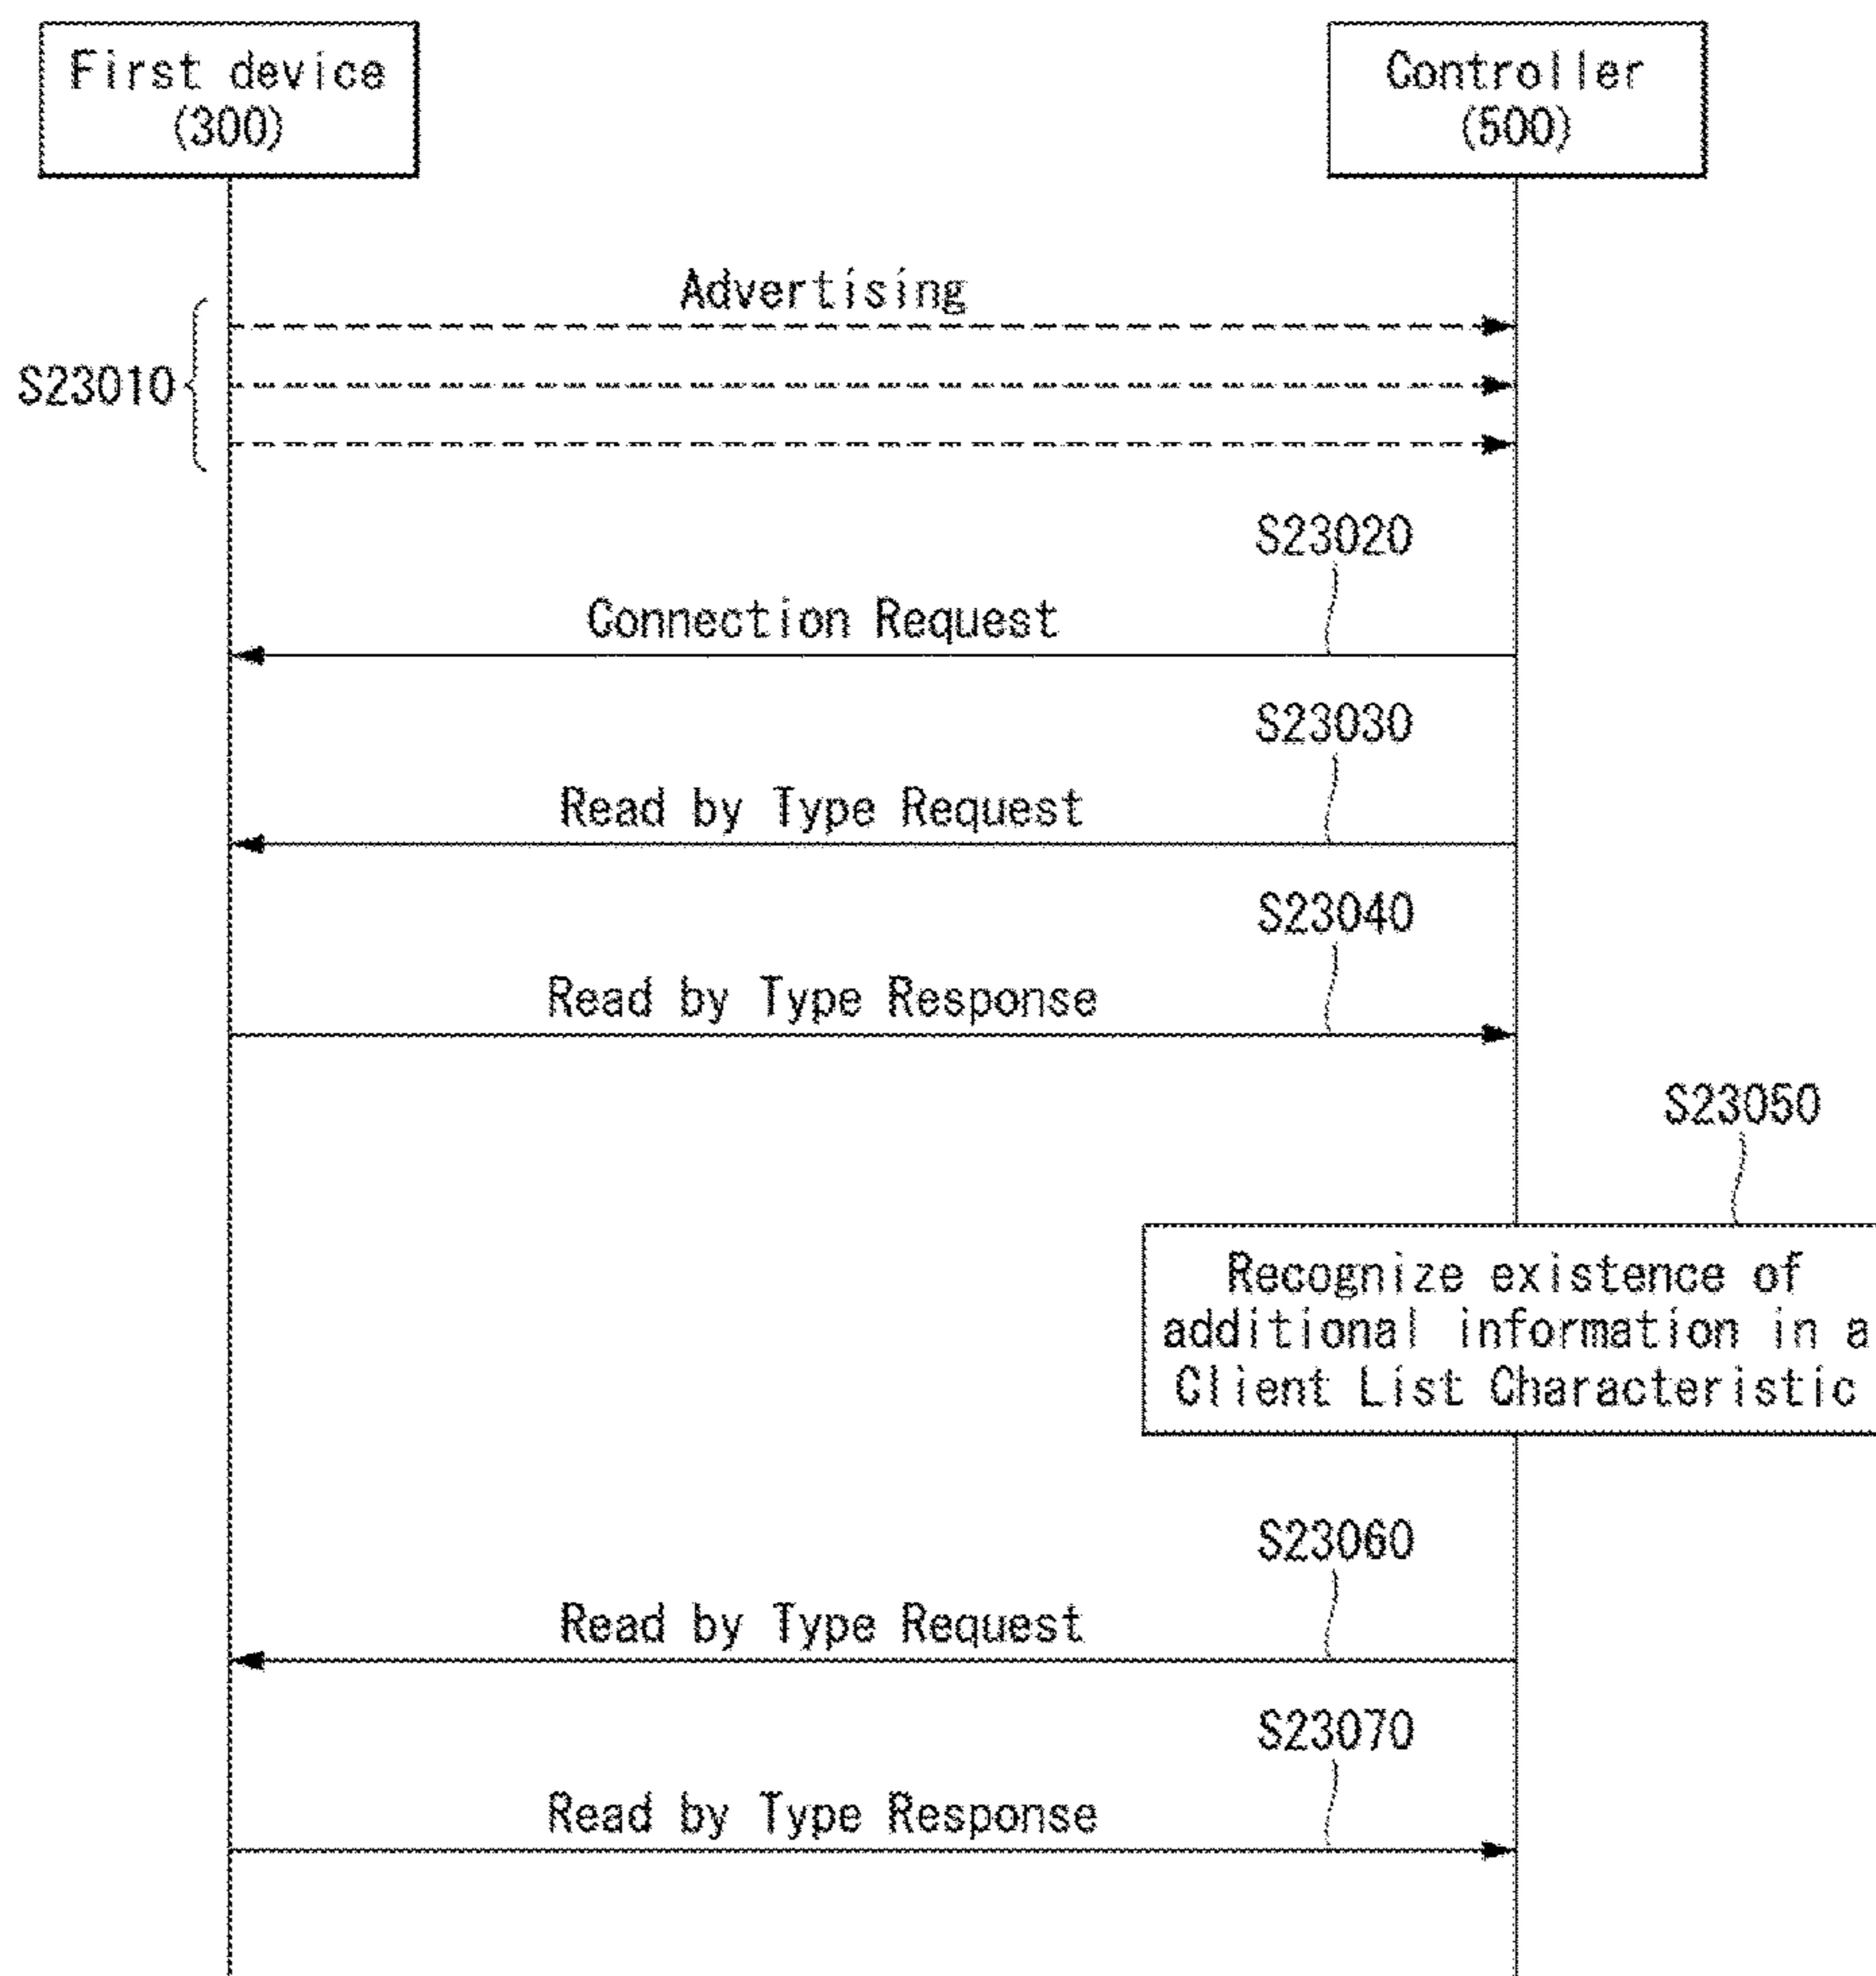 First device
(300)
Controller
(500)
Advertising
S23010
S23020
Connection Request
S23030
Read by Type Request
S23040
Read by Type Response
S23050
Recognize existence of
additional information in a
Client List Characteristic
S23060
Read by Type Request
S23070
Read by Type Response